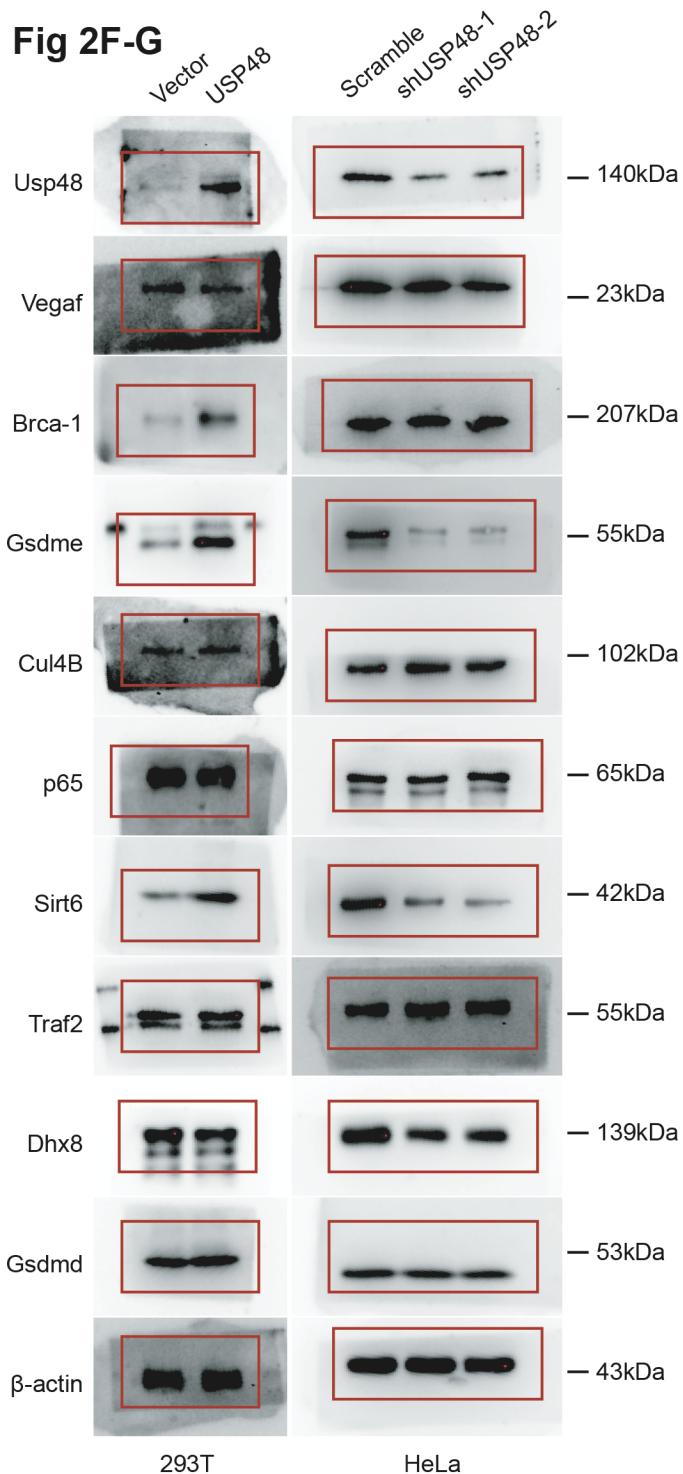 Fig 2F-G
Vector USP48 Scramble shUSP48-1 shUSP48-2
Usp48 140kDa
Vegaf 23kDa
Brca-1 207kDa
Gsdme 55kDa
Cul4B 102kDa
p65 65kDa
Sirt6 42kDa
Traf2 55kDa
Dhx8 139kDa
Gsdmd 53kDa
β-actin 43kDa
293T HeLa